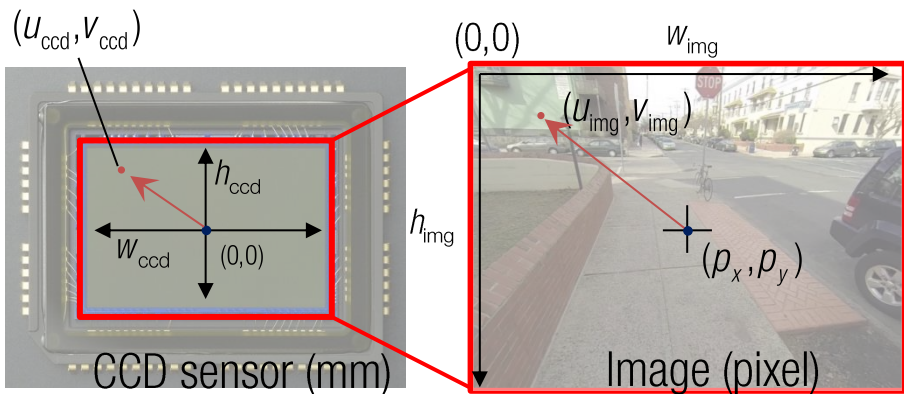 (u_ccd, v_ccd)
h_ccd
w_ccd
(0,0)
CCD sensor (mm)
(0,0)
w_img
h_img
STOP
(u_img, v_img)
(p_x, p_y)
Image (pixel)